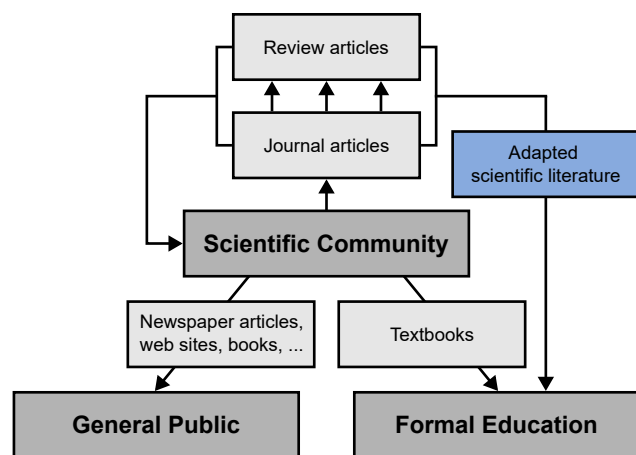 Review articles
Journal articles
Adapted
scientific literature
Scientific Community
Newspaper articles,
web sites, books, ...
Textbooks
General Public
Formal Education